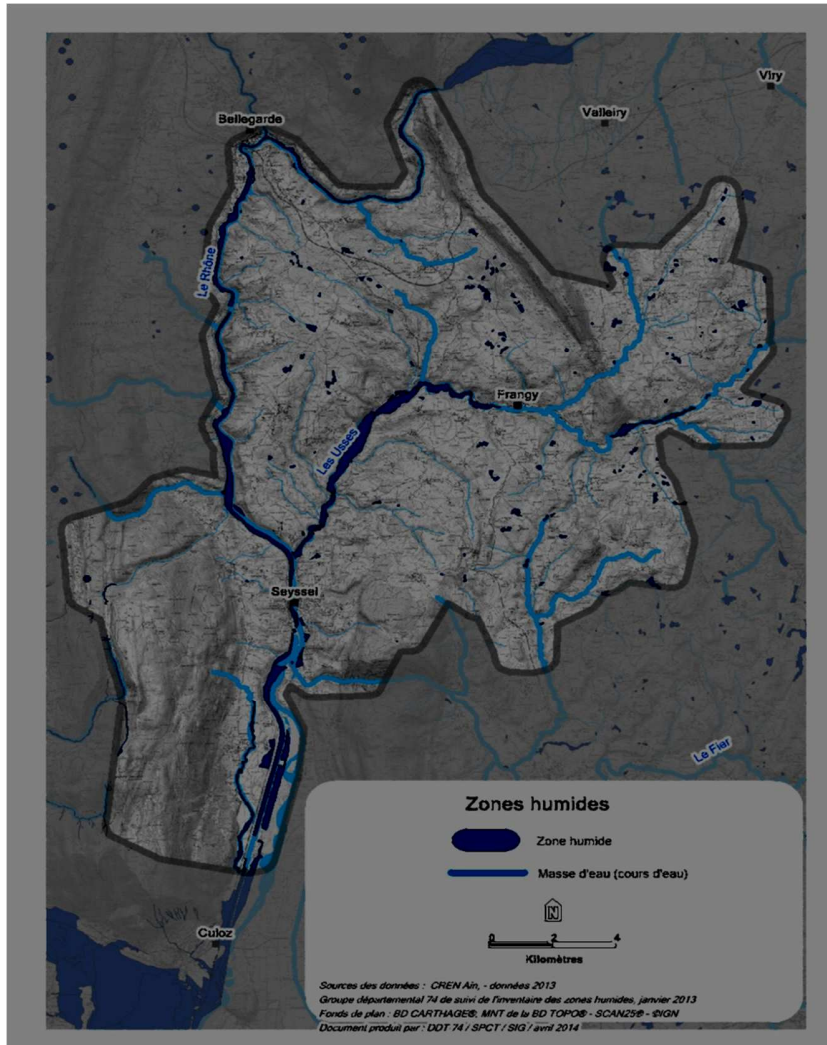 Viry
Valleiry
Bellegarde
Le Rhône
Frangy
Les Usses
Seyssel
Le Fier
Zones humides
Zone humide
Masse d'eau (cours d'eau)
N
0 2 4
Kilomètres
Culoz
Sources des données : CREN Ain, - données 2013
Groupe départemental 74 de suivi de l'inventaire des zones humides, janvier 2013
Fonds de plan : BD CARTHAGE®, MNT de la BD TOPO® - SCAN25® - ©IGN
Document produit par : DDT 74 / SPCT / SIG / avril 2014